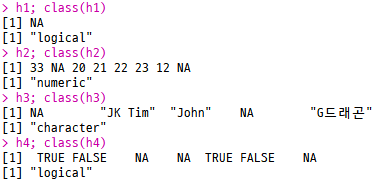 > h1; class(h1)
[1] NA
[1] "logical"
> h2; class(h2)
[1] 33 NA 20 21 22 23 12 NA
[1] "numeric"
> h3; class(h3)
[1] NA       "JK Tim" "John"   NA       "G드래곤"
[1] "character"
> h4; class(h4)
[1]  TRUE FALSE    NA    NA  TRUE FALSE    NA
[1] "logical"